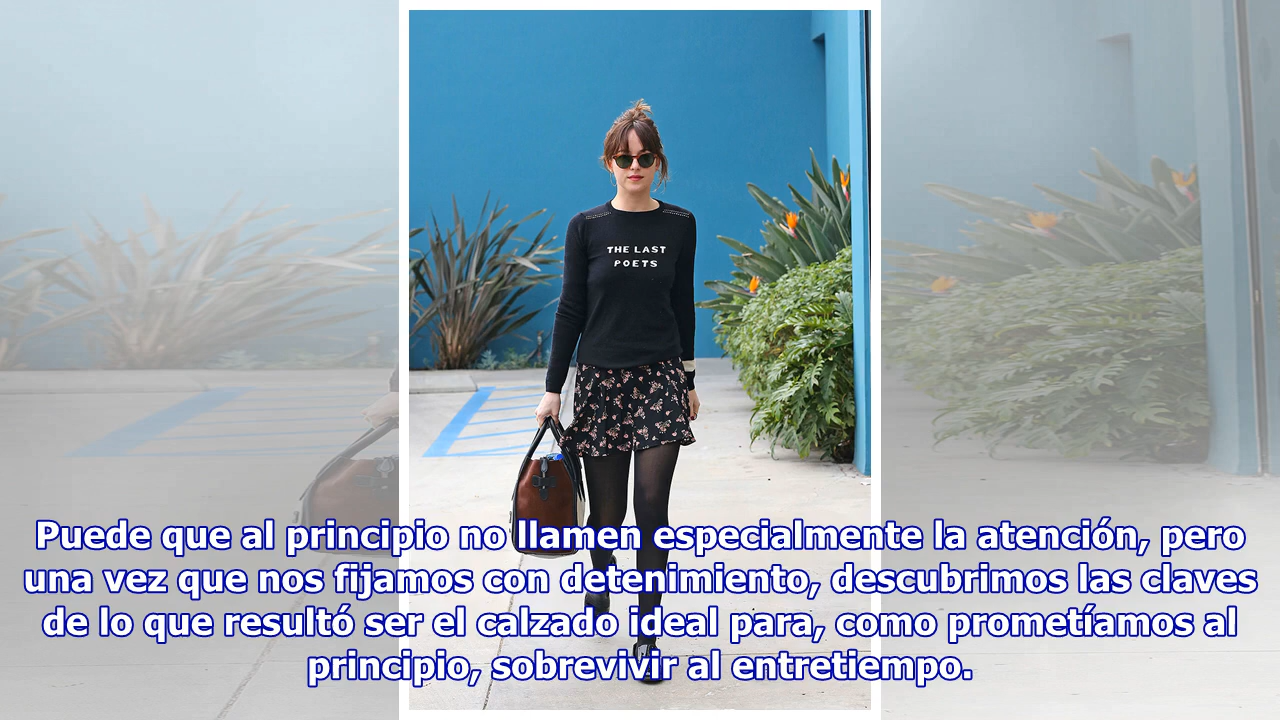 THE LAST
POETS
Puede que al principio no llamen especialmente la atención, pero
una vez que nos fijamos con detenimiento, descubrimos las claves
de lo que resultó ser el calzado ideal para, como prometíamos al
principio, sobrevivir al entretiempo.